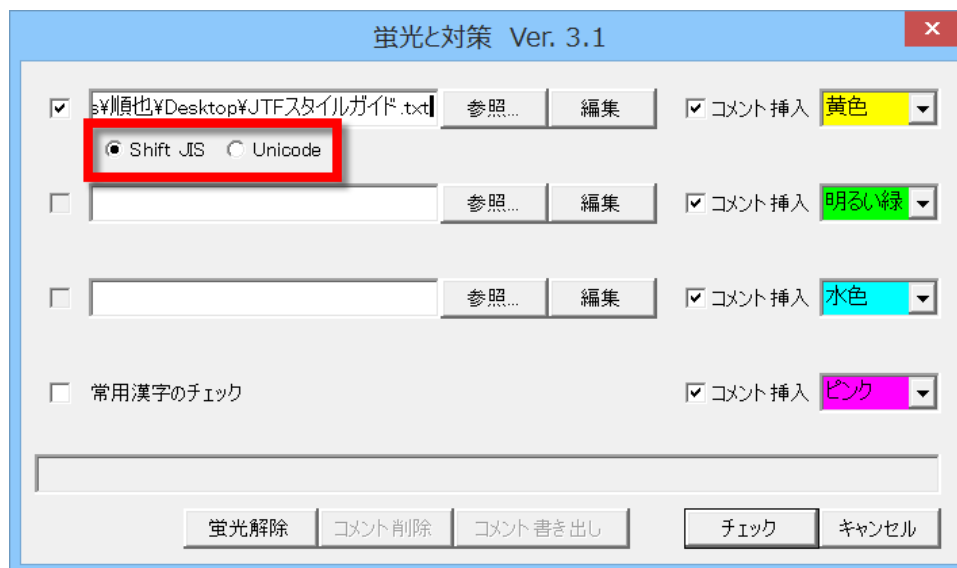 蛍光と対策 Ver. 3.1
s¥順也¥Desktop¥JTFスタイルガイド.txt 参照... 編集 コメント挿入 黄色
Shift JIS Unicode
参照... 編集 コメント挿入 明るい緑
参照... 編集 コメント挿入 水色
常用漢字のチェック コメント挿入 ピンク
蛍光解除 コメント削除 コメント書き出し チェック キャンセル